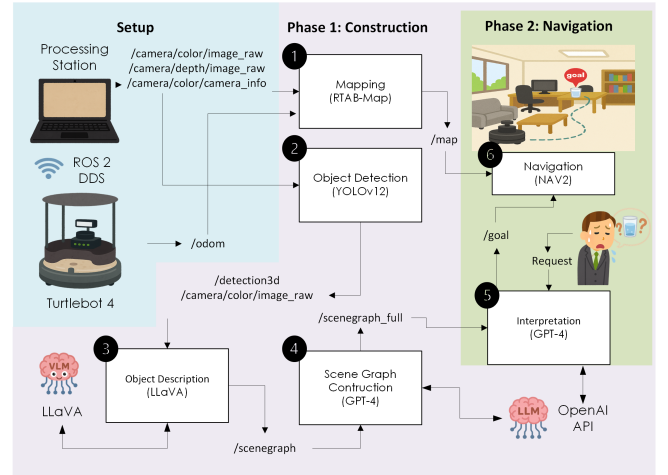 Setup
Phase 1: Construction
Phase 2: Navigation
Processing
Station
/camera/color/image_raw
/camera/depth/image_raw
/camera/color/camera_info
ROS 2
DDS
Turtlebot 4
/odom
1
Mapping
(RTAB-Map)
/map
2
Object Detection
(YOLOv12)
/detection3d
/camera/color/image_raw
3
Object Description
(LLaVA)
VLM
LLaVA
/scenegraph
4
Scene Graph
Contruction
(GPT-4)
/scenegraph_full
goal
6
Navigation
(NAV2)
/goal
Request
? ?
5
Interpretation
(GPT-4)
LLM
OpenAI
API